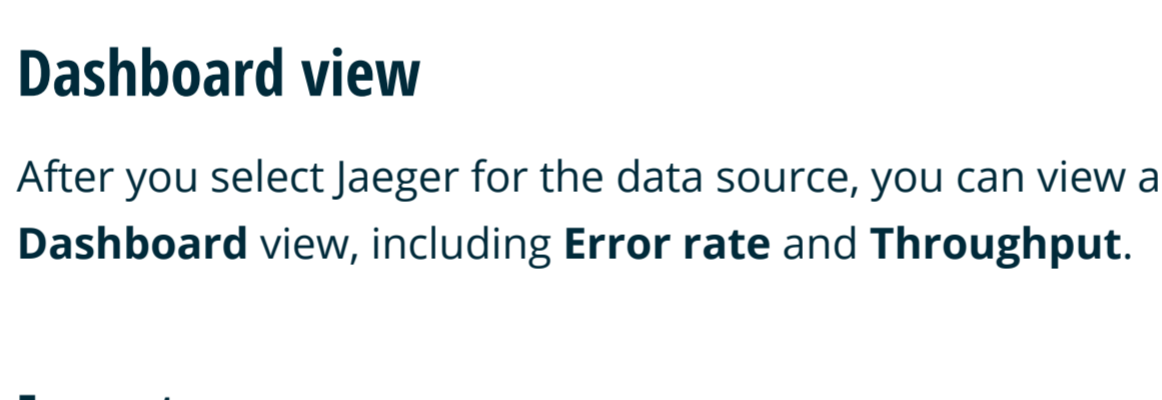 Dashboard view
After you select Jaeger for the data source, you can view a
Dashboard view, including Error rate and Throughput.